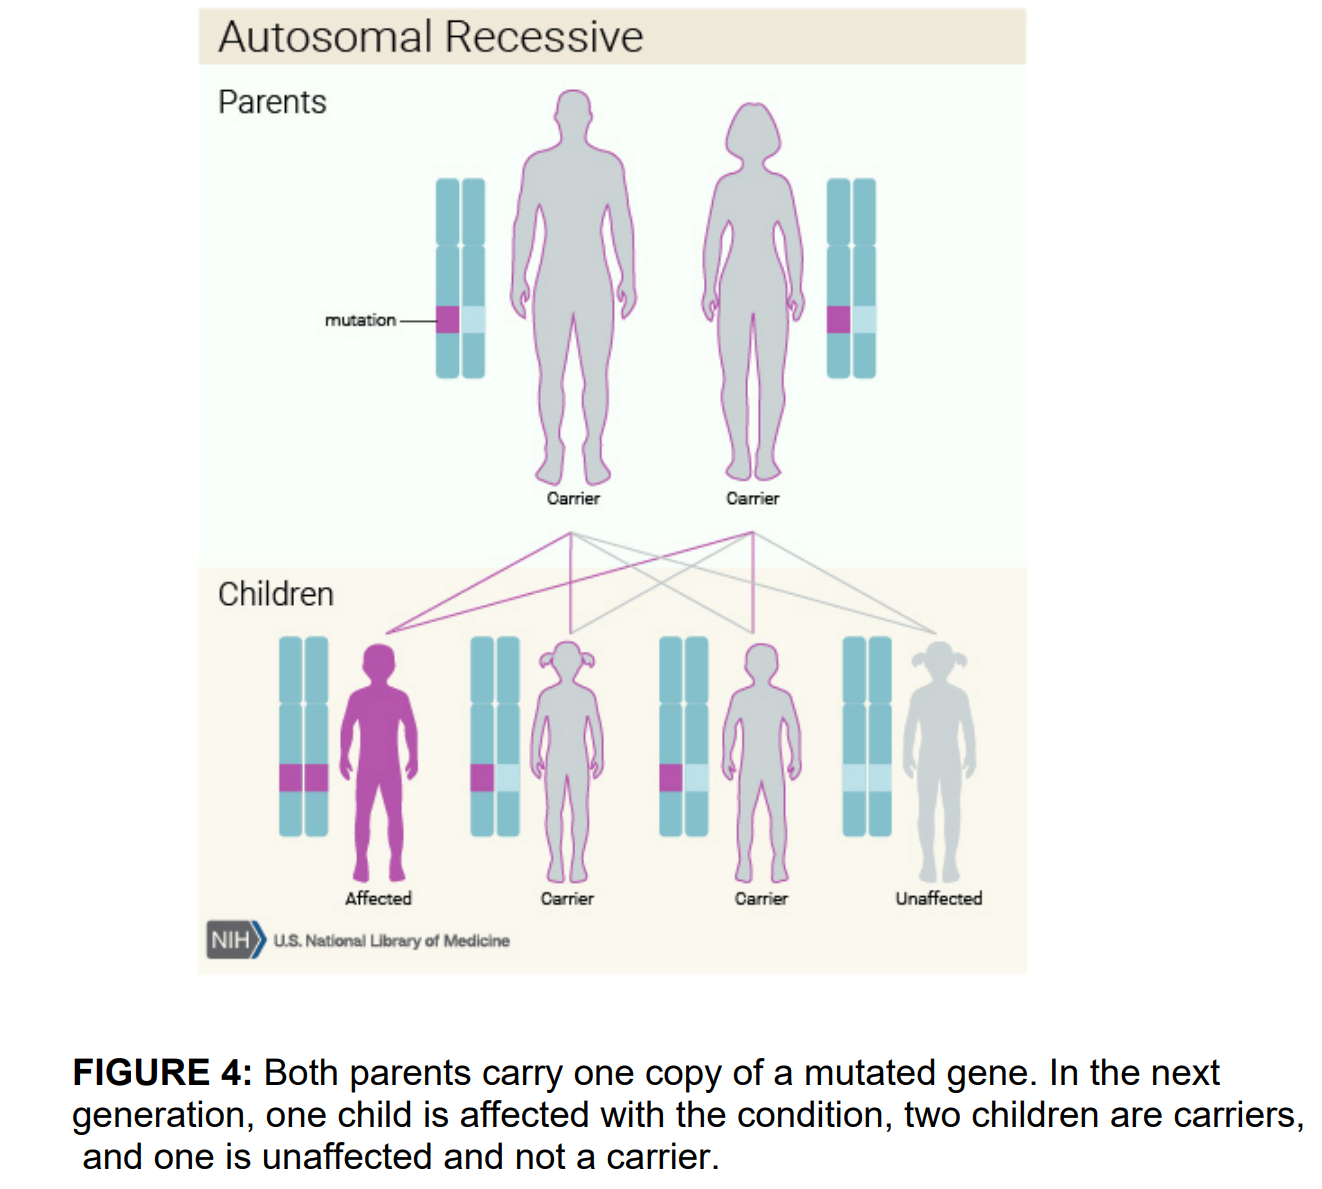 Autosomal Recessive
Parents
mutation
Carrier
Carrier
Children
Affected
Carrier
Carrier
Unaffected
NIH U.S. National Library of Medicine
FIGURE 4: Both parents carry one copy of a mutated gene. In the next
generation, one child is affected with the condition, two children are carriers,
and one is unaffected and not a carrier.